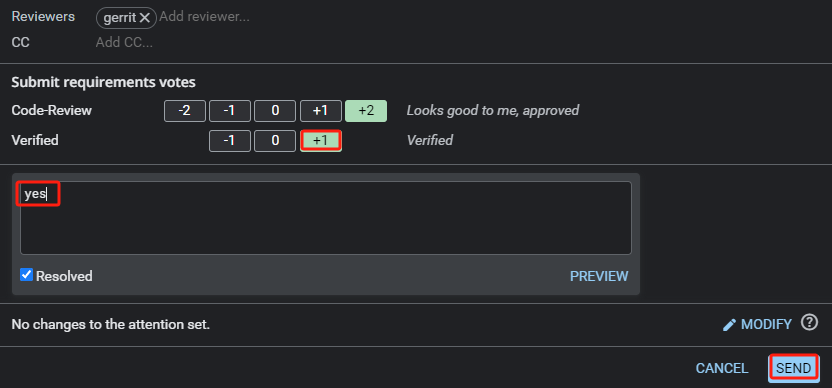 Reviewers gerrit Add reviewer...
CC Add CC...
Submit requirements votes
Code-Review -2 -1 0 +1 +2 Looks good to me, approved
Verified -1 0 +1 Verified
yes
Resolved PREVIEW
No changes to the attention set. MODIFY ?
CANCEL SEND